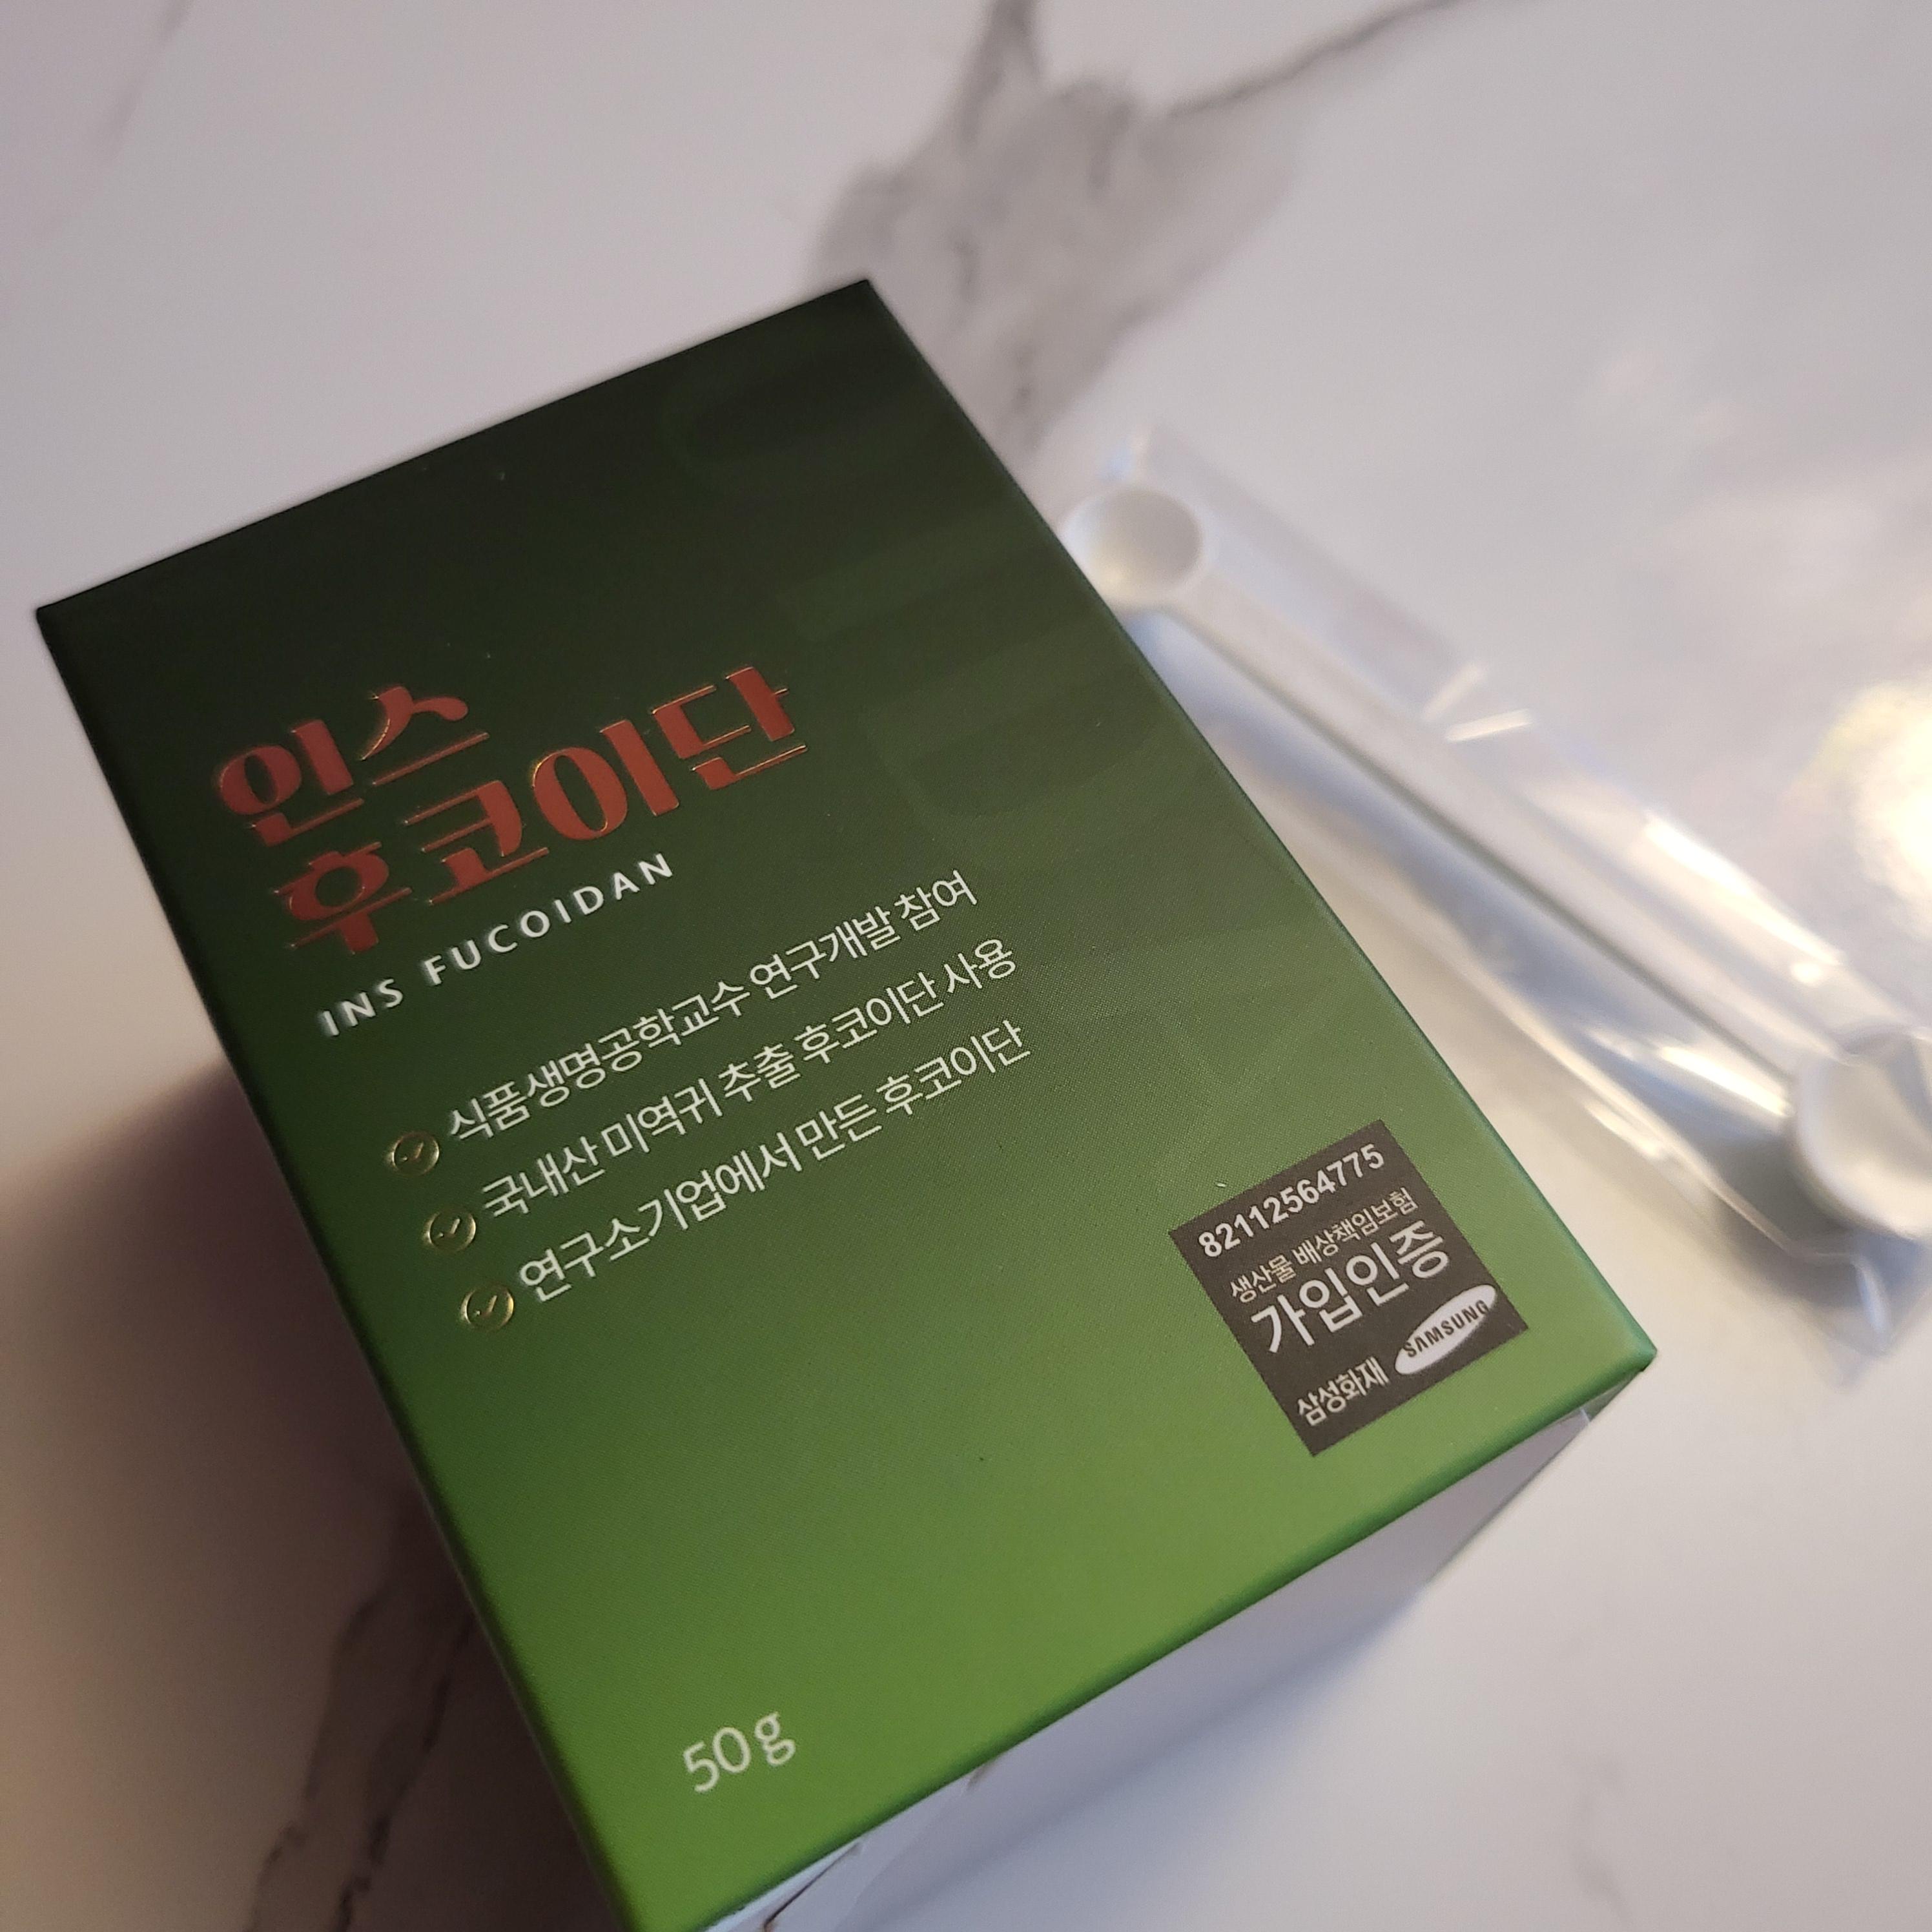 인스
후코이단
INS FUCOIDAN
식품생명공학교수 연구개발 참여
국내산 미역귀 추출 후코이단 사용
연구소기업에서 만든 후코이단
82112564775
생산물 배상책임보험
가입인증
삼성화재 SAMSUNG
50g